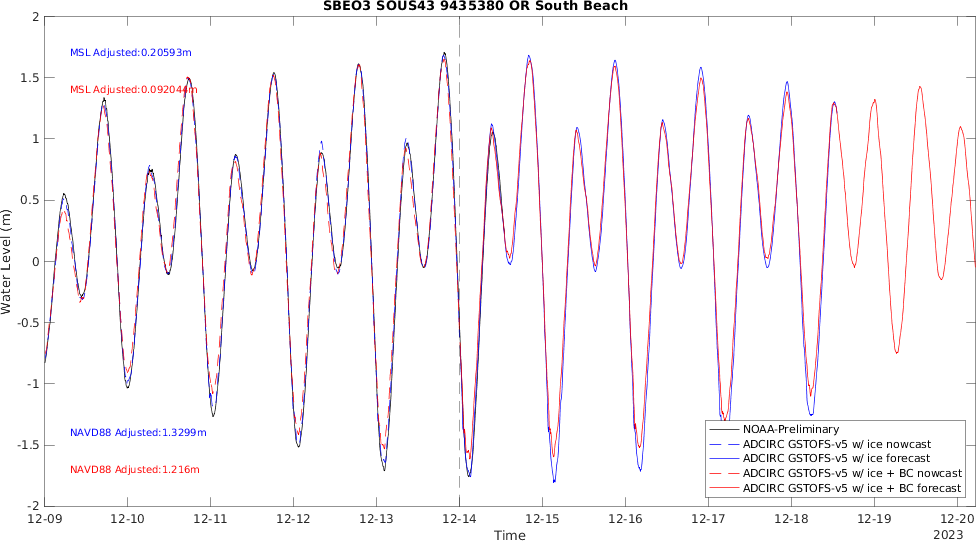 SBEO3 SOUS43 9435380 OR South Beach
MSL Adjusted:0.20593m
MSL Adjusted:0.092044m
NAVD88 Adjusted:1.3299m
NAVD88 Adjusted:1.216m
Water Level (m)
2
1.5
1
0.5
0
-0.5
-1
-1.5
-2
NOAA-Preliminary
ADCIRC GSTOFS-v5 w/ ice nowcast
ADCIRC GSTOFS-v5 w/ ice forecast
ADCIRC GSTOFS-v5 w/ ice + BC nowcast
ADCIRC GSTOFS-v5 w/ ice + BC forecast
12-09 12-10 12-11 12-12 12-13 12-14 12-15 12-16 12-17 12-18 12-19 12-20
Time
2023